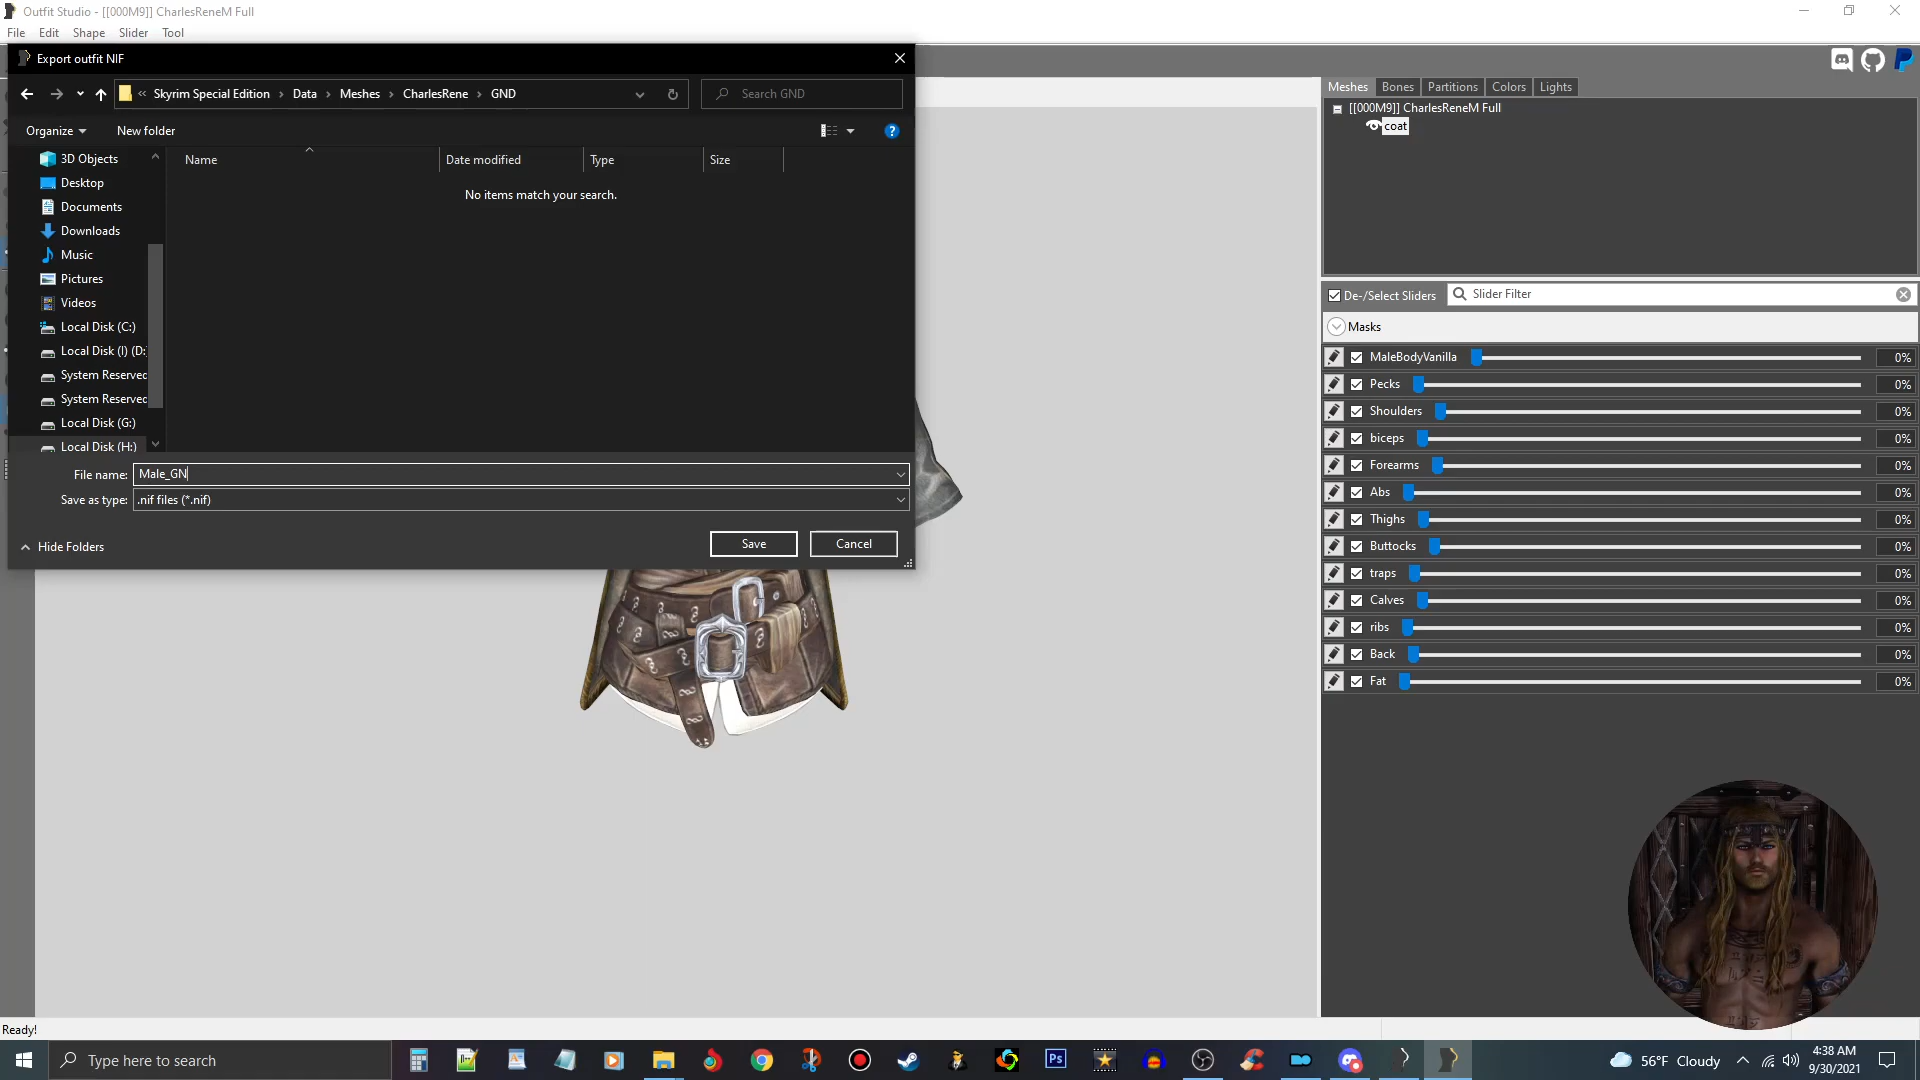 Outfit Studio - [[000M9]] CharlesReneM Full
File Edit Shape Slider Tool
Export outfit NIF
« Skyrim Special Edition › Data › Meshes › CharlesRene › GND
Search GND
Organize
New folder
Name
Date modified
Type
Size
No items match your search.
3D Objects
Desktop
Documents
Downloads
Music
Pictures
Videos
Local Disk (C:)
Local Disk (I) (D:
System Reserved
System Reserved
Local Disk (G:)
Local Disk (H:)
File name: Male_GN
Save as type: .nif files (*.nif)
Hide Folders
Save
Cancel
Meshes Bones Partitions Colors Lights
[[000M9]] CharlesReneM Full
coat
De-/Select Sliders
Slider Filter
Masks
MaleBodyVanilla 0%
Pecks 0%
Shoulders 0%
biceps 0%
Forearms 0%
Abs 0%
Thighs 0%
Buttocks 0%
traps 0%
Calves 0%
ribs 0%
Back 0%
Fat 0%
Ready!
Type here to search
Ps
56°F Cloudy
4:38 AM
9/30/2021